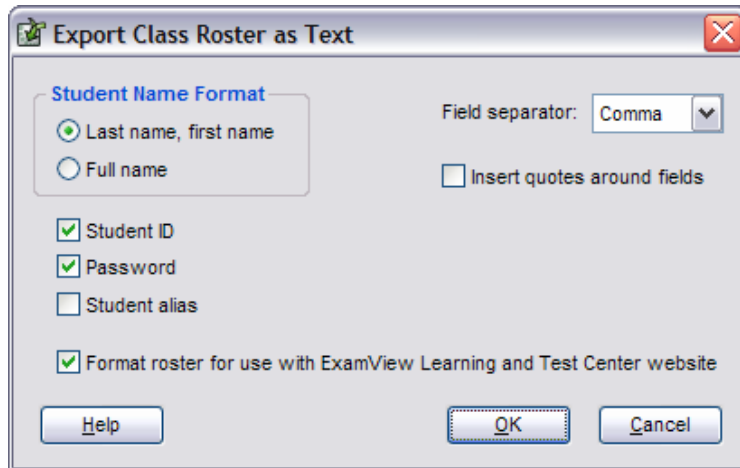 Export Class Roster as Text
Student Name Format
Last name, first name
Full name
Field separator: Comma
Insert quotes around fields
Student ID
Password
Student alias
Format roster for use with ExamView Learning and Test Center website
Help OK Cancel